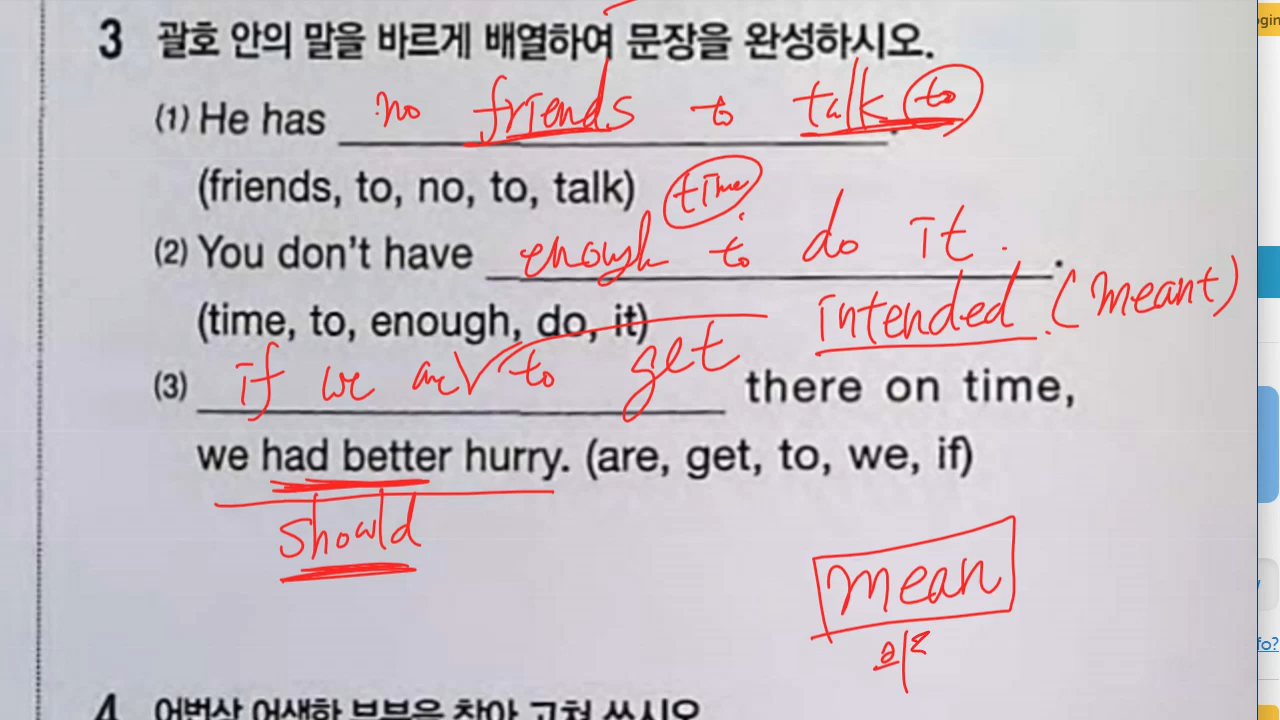 3 괄호 안의 말을 바르게 배열하여 문장을 완성하시오.
(1) He has no friends to talk to.
(friends, to, no, to, talk)
time
(2) You don't have enough to do it.
(time, to, enough, do, it)
intended (meant)
(3) if we are to get there on time,
we had better hurry. (are, get, to, we, if)
should
mean
4 어법상 어색한 부분을 찾아 고쳐 쓰시오
fo?